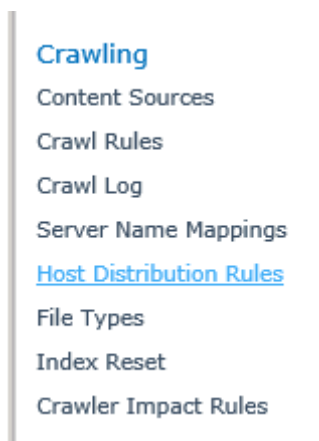 Crawling
Content Sources
Crawl Rules
Crawl Log
Server Name Mappings
Host Distribution Rules
File Types
Index Reset
Crawler Impact Rules